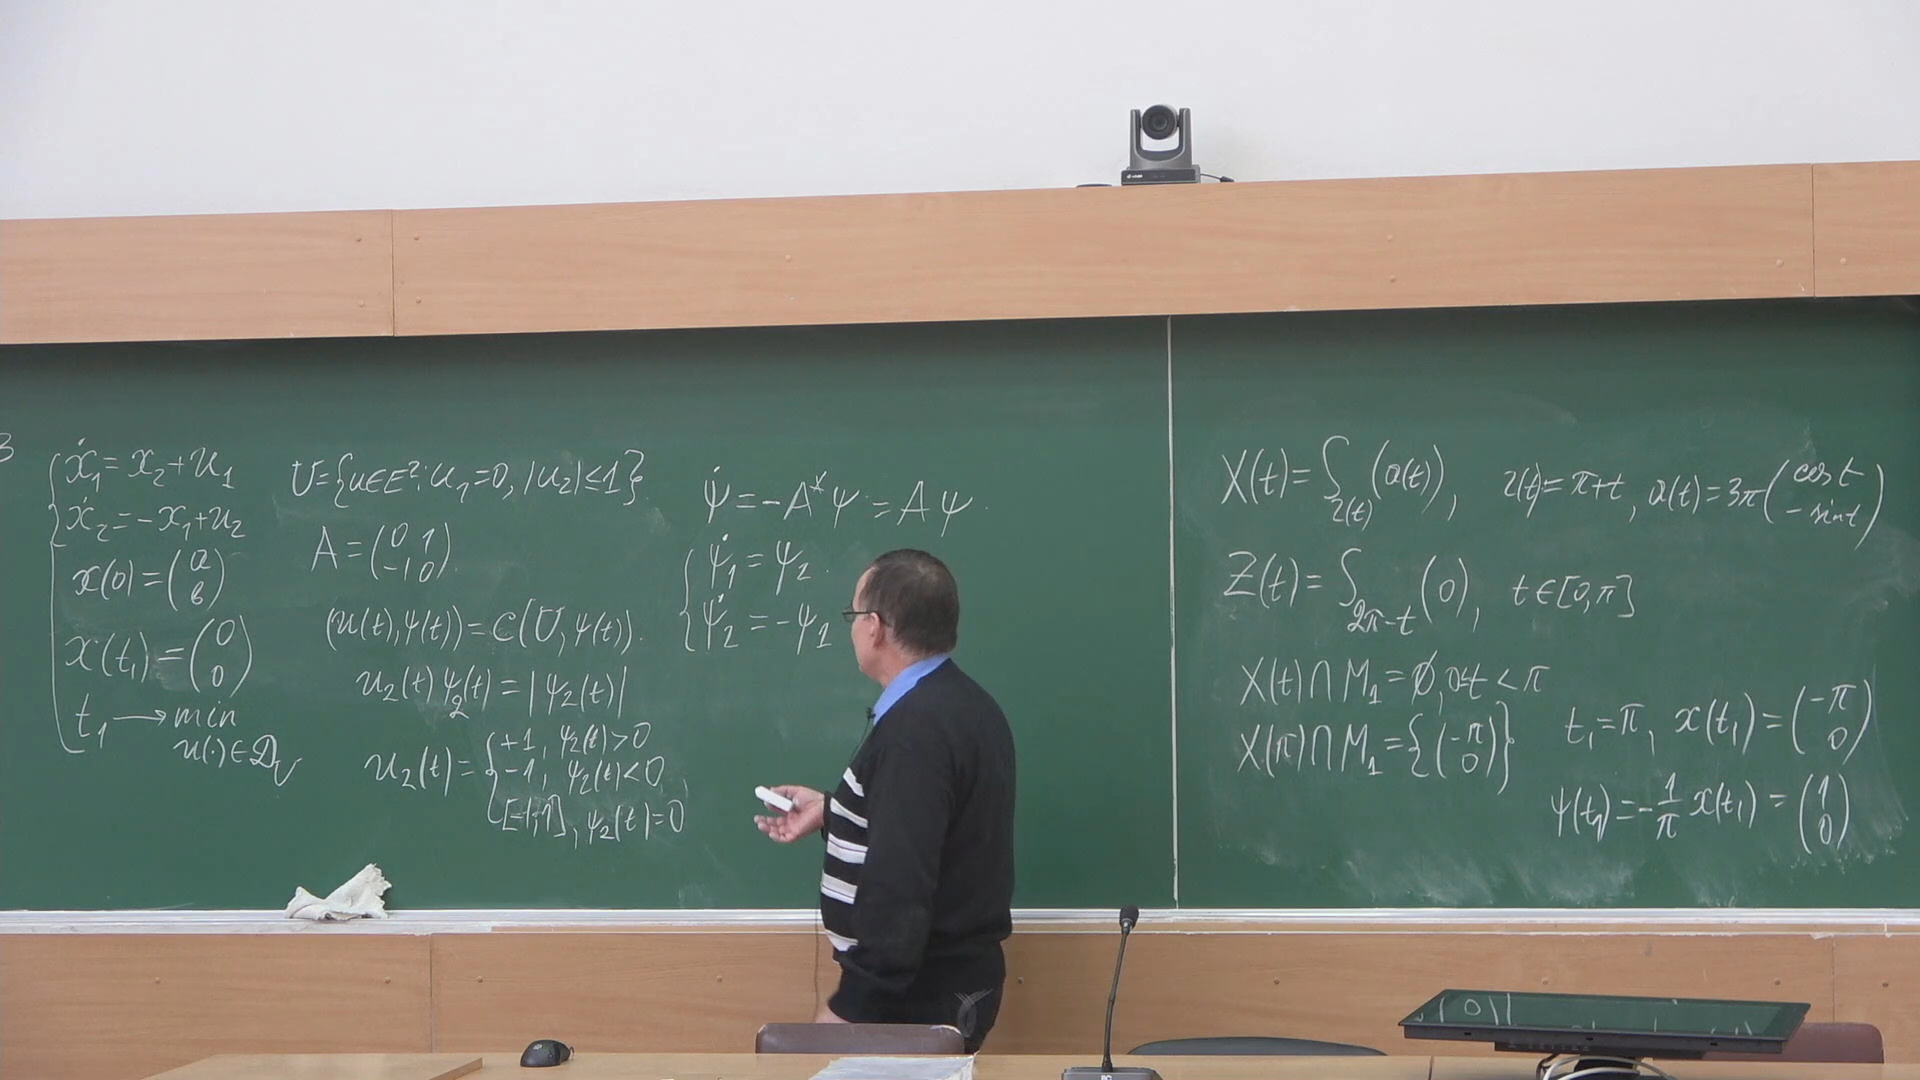 3
ẋ₁ = x₂ + u₁
ẋ₂ = -x₁ + u₂
x(0) = (a b)
x(t₁) = (0 0)
t₁ → min
u(·) ∈ D_U
U = {u ∈ E²: u₁ = 0, |u₂| ≤ 1}
A = (0 1 -1 0).
(u(t), ψ(t)) = c(U, ψ(t)).
u₂(t) ψ₂(t) = |ψ₂(t)|
u₂(t) = { +1, ψ₂(t) > 0
-1, ψ₂(t) < 0,
[-1, 1], ψ₂(t) = 0
ψ̇ = -A*ψ = Aψ.
ψ̇₁ = ψ₂.
ψ̇₂ = -ψ₁
X(t) = S_{r(t)}(a(t)), r(t) = π + t, a(t) = 3π(cos t - sin t)
Z(t) = S_{2π-t}(0), t ∈ [0, π]
X(t) ∩ M₁ = ∅, 0≤t < π
X(π) ∩ M₁ = {(-π 0)}
t₁ = π, x(t₁) = (-π 0)
ψ(t₁) = -1/π x(t₁) = (1 0)